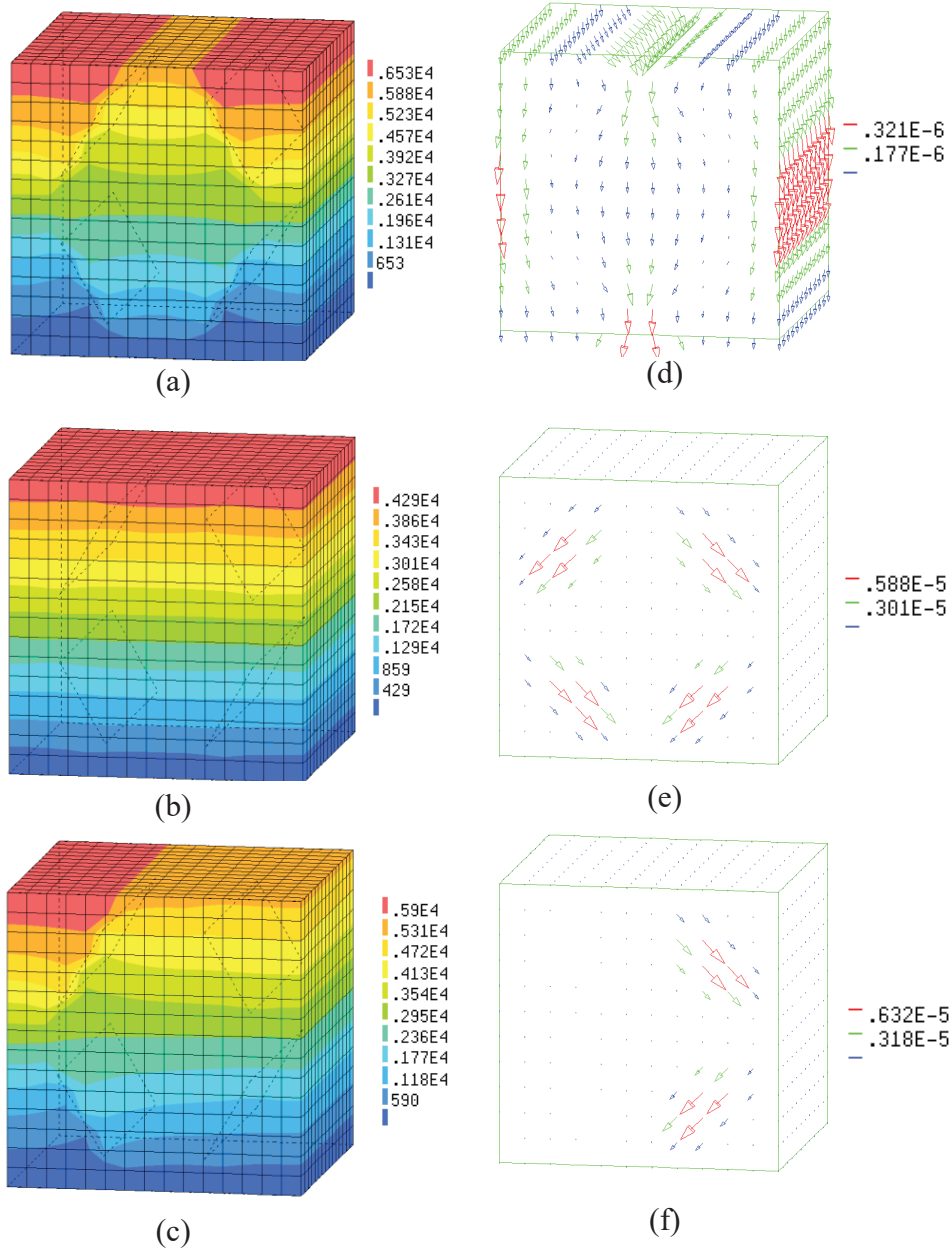 .653E4
.588E4
.523E4
.457E4
.392E4
.327E4
.261E4
.196E4
.131E4
653
(a)
.321E-6
.177E-6
(d)
.429E4
.386E4
.343E4
.301E4
.258E4
.215E4
.172E4
.129E4
859
429
(b)
.588E-5
.301E-5
(e)
.59E4
.531E4
.472E4
.413E4
.354E4
.295E4
.236E4
.177E4
.118E4
590
(c)
.632E-5
.318E-5
(f)